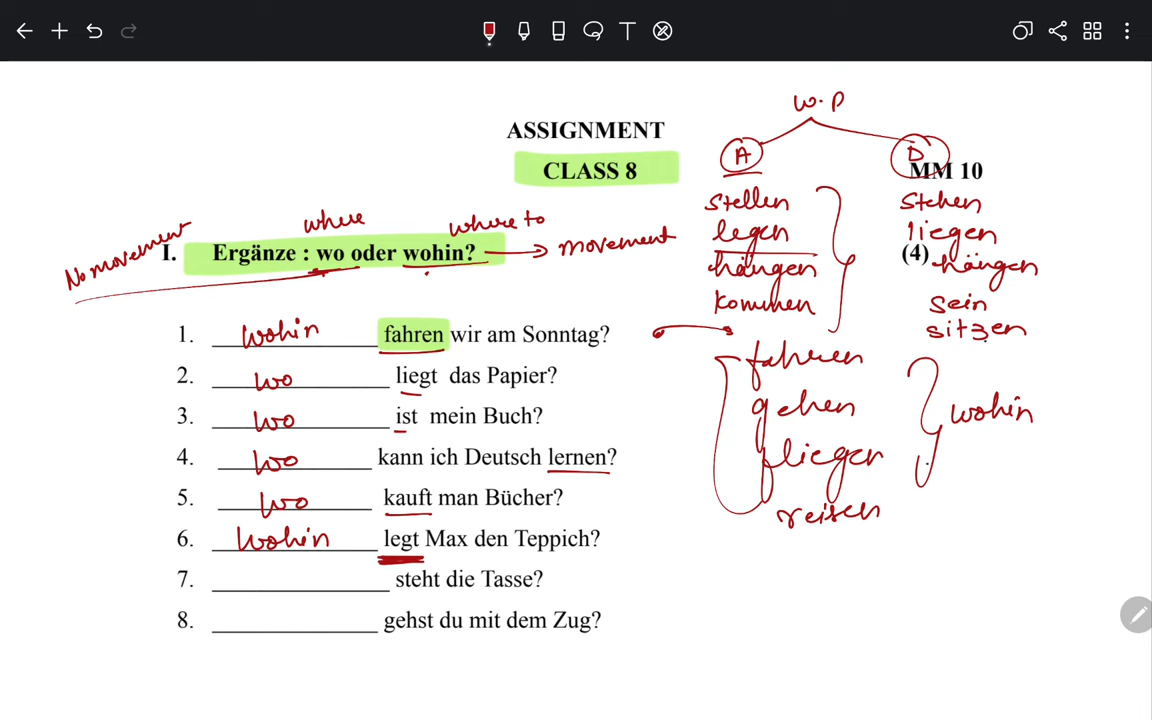 W.P
ASSIGNMENT
A D
CLASS 8 MM 10
stellen stehen
where where to
legen liegen
No movement
I. Ergänze : wo oder wohin? movement (4)
hängen hängen
kommen sein
1. wohin fahren wir am Sonntag? sitzen
fahren
2. wo liegt das Papier?
gehen wohin
3. wo ist mein Buch?
4. wo kann ich Deutsch lernen? fliegen
5. wo kauft man Bücher?
reisen
6. wohin legt Max den Teppich?
7. ____________ steht die Tasse?
8. ____________ gehst du mit dem Zug?